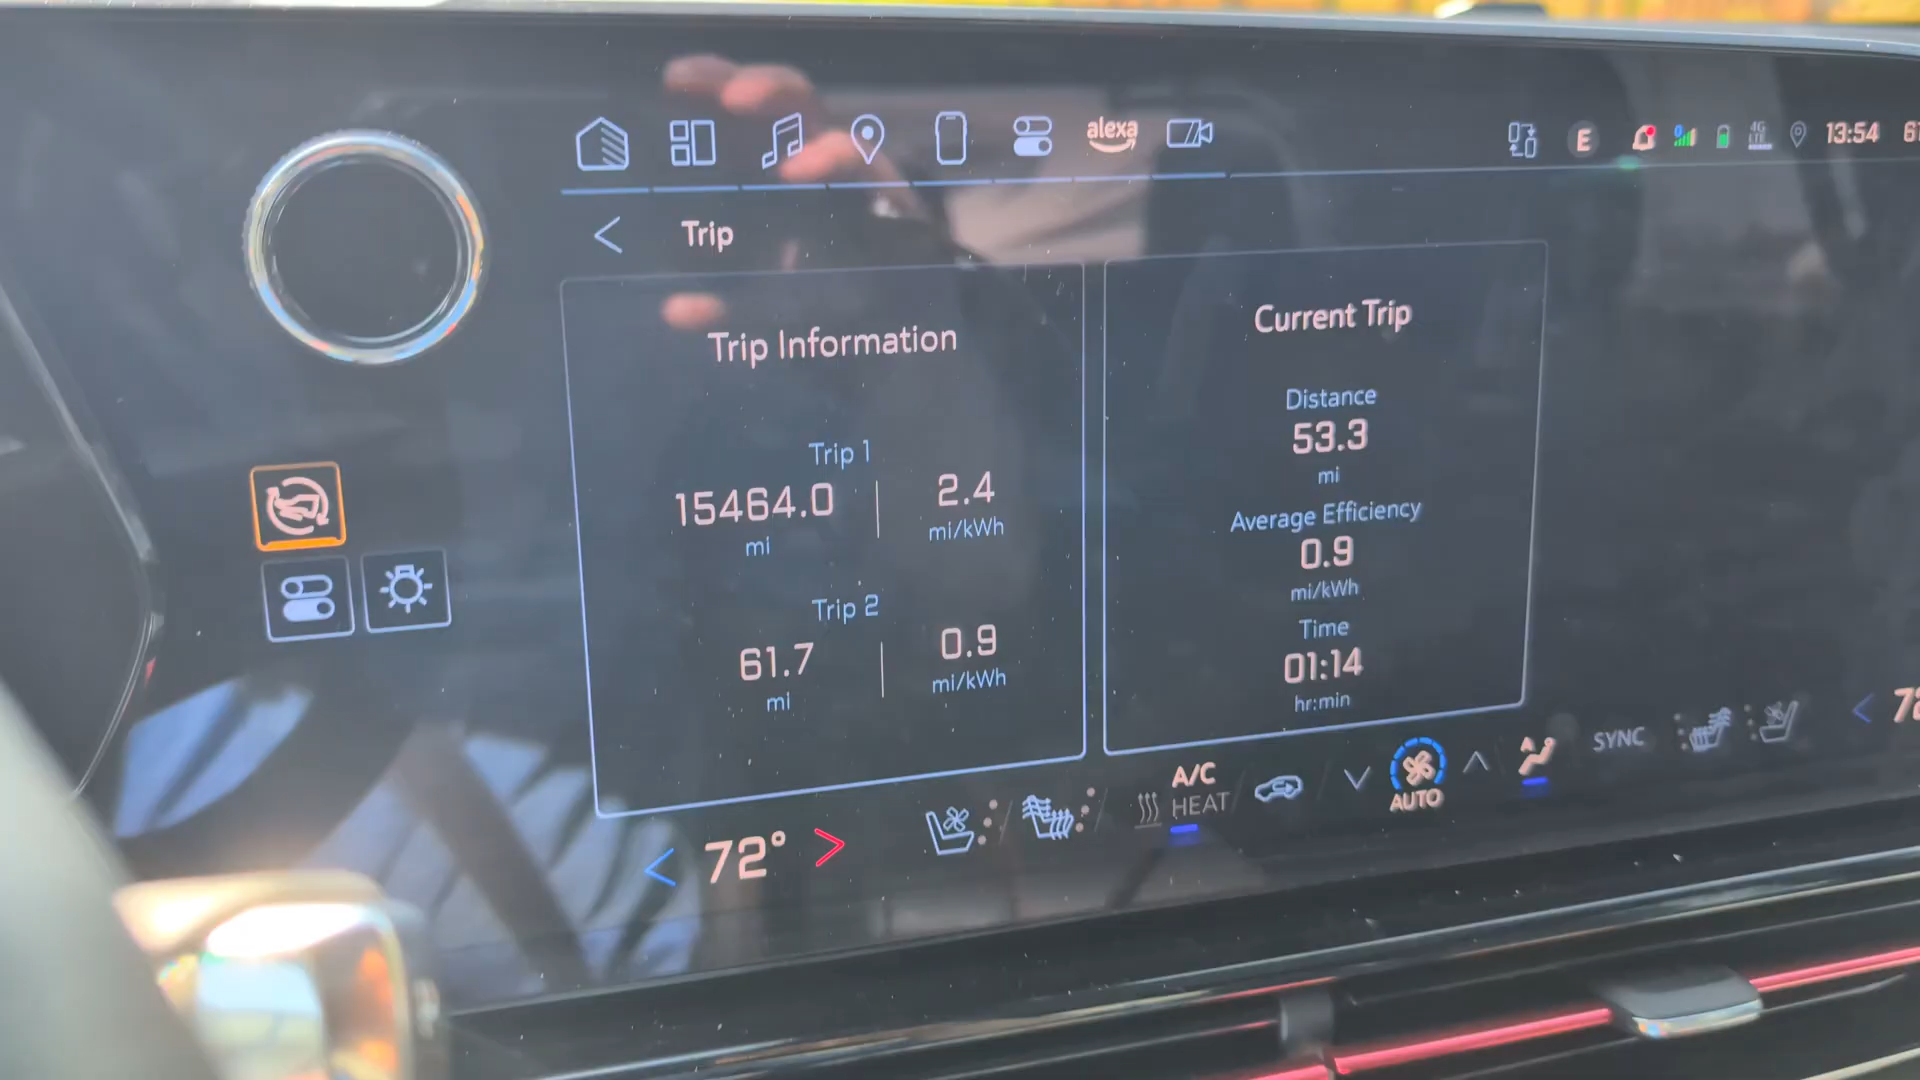 alexa
E
4G
LTE
13:54
Trip
Trip Information
Trip 1
15464.0
mi
2.4
mi/kWh
Trip 2
61.7
mi
0.9
mi/kWh
Current Trip
Distance
53.3
mi
Average Efficiency
0.9
mi/kWh
Time
01:14
hr:min
72°
A/C
HEAT
AUTO
A
SYNC